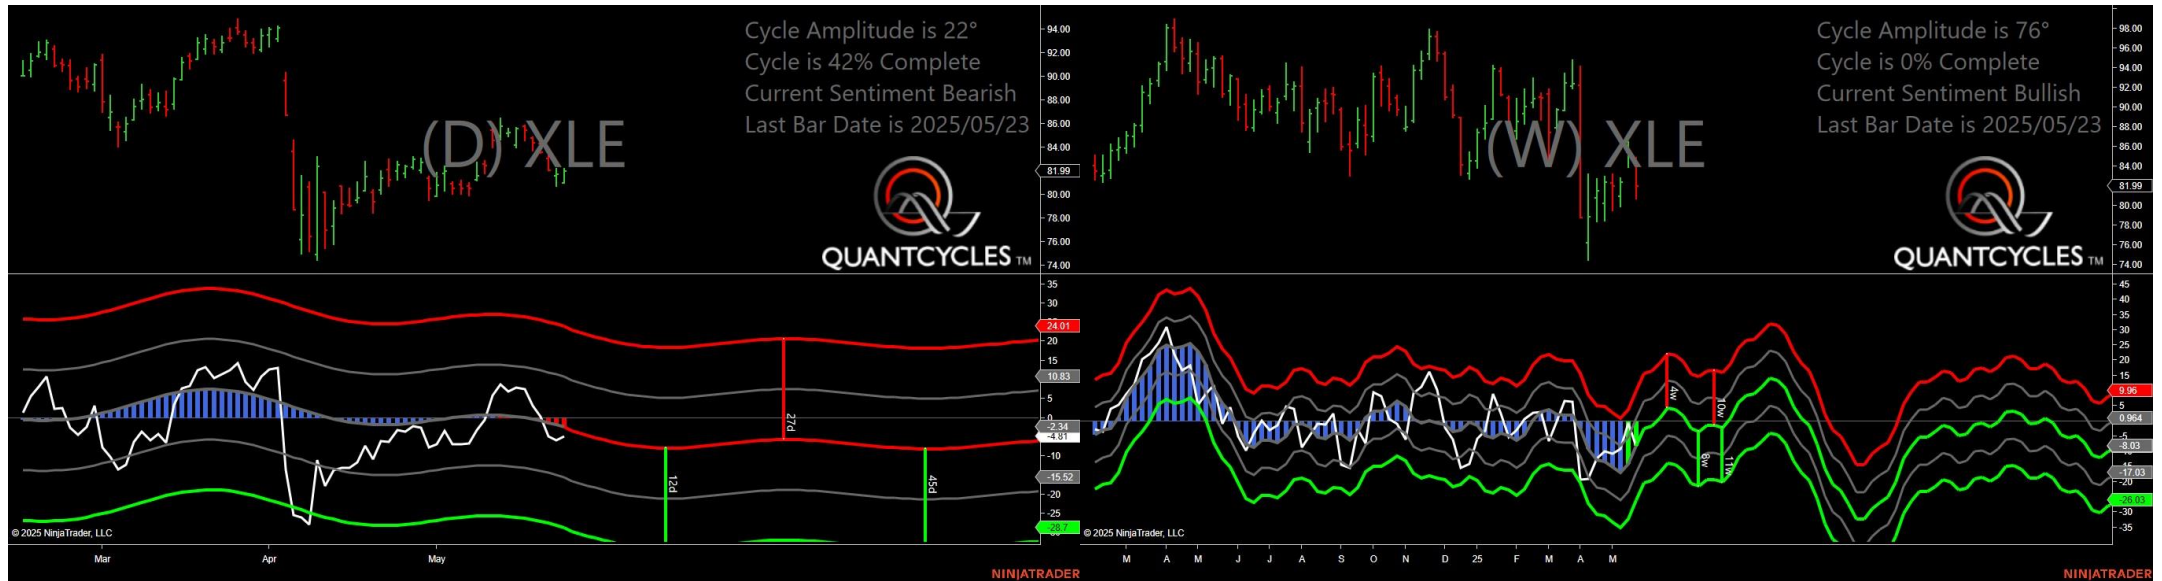 Cycle Amplitude is 22°
Cycle is 42% Complete
Current Sentiment Bearish
Last Bar Date is 2025/05/23
(D) XLE
QUANTCYCLES TM
94.00
92.00
90.00
88.00
86.00
84.00
81.99
80.00
78.00
76.00
74.00
35
30
24.01
20
15
10.83
5
0
-2.34
-4.81
-10
-15.52
-20
-25
-28.7
27d
12d
45d
© 2025 NinjaTrader, LLC
Mar
Apr
May
NINJATRADER
Cycle Amplitude is 76°
Cycle is 0% Complete
Current Sentiment Bullish
Last Bar Date is 2025/05/23
(W) XLE
QUANTCYCLES TM
98.00
96.00
94.00
92.00
90.00
88.00
86.00
84.00
81.99
80.00
78.00
76.00
74.00
45
40
35
30
25
20
15
9.96
5
0.964
-5
-8.03
-17.03
-20
-26.03
-30
-35
4w
10w
8w
11w
© 2025 NinjaTrader, LLC
M A M J J A S O N D 25 F M A M
NINJATRADER